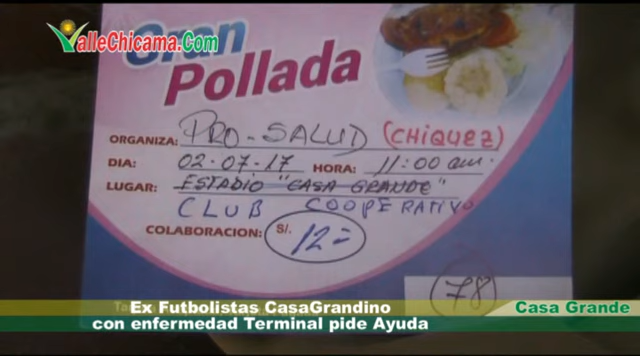 ValleChicama.Com
Gran
Pollada
ORGANIZA: PRO-SALUD (CHIQUEZ)
DIA: 02-07-17 HORA: 11:00 am.
LUGAR: ESTADIO "CASA GRANDE"
CLUB COOPERATIVO
COLABORACION: S/. 12=
(78)
Ex Futbolistas CasaGrandino
con enfermedad Terminal pide Ayuda
Casa Grande